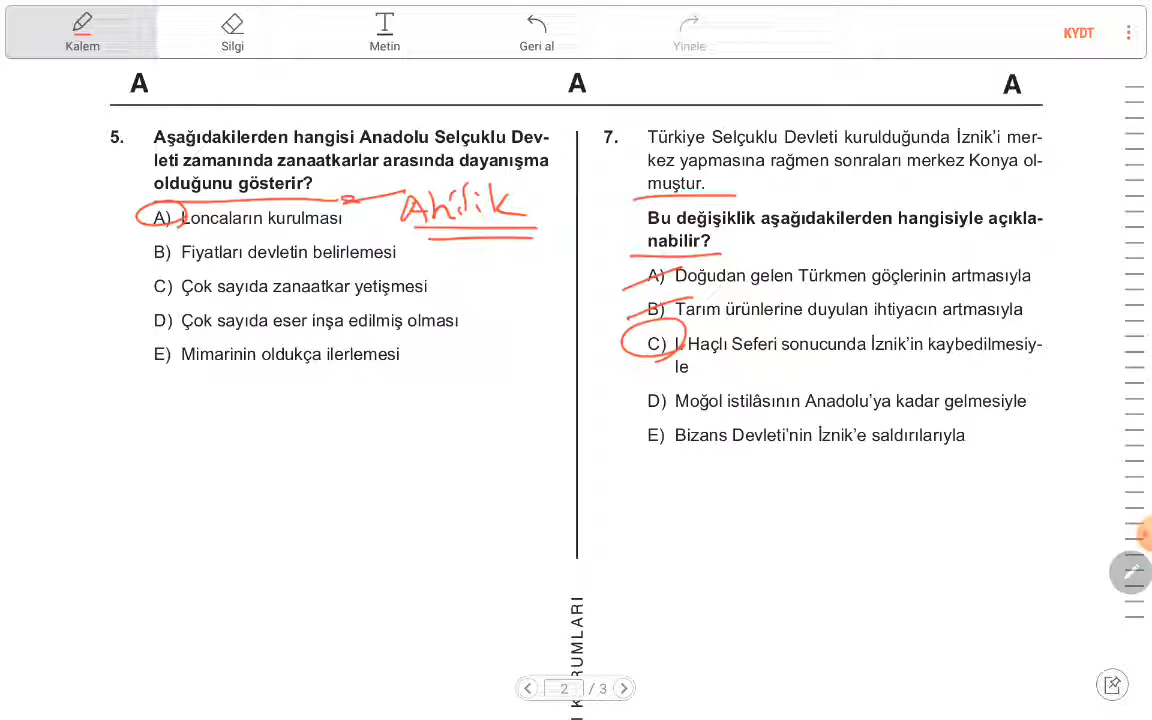 Kalem
Silgi
Metin
Geri al
Yinele
KYDT
A
A
A
5. Aşağıdakilerden hangisi Anadolu Selçuklu Dev-
leti zamanında zanaatkarlar arasında dayanışma
olduğunu gösterir?
A) Loncaların kurulması
Ahilik
B) Fiyatları devletin belirlemesi
C) Çok sayıda zanaatkar yetişmesi
D) Çok sayıda eser inşa edilmiş olması
E) Mimarinin oldukça ilerlemesi
7. Türkiye Selçuklu Devleti kurulduğunda İznik'i mer-
kez yapmasına rağmen sonraları merkez Konya ol-
muştur.
Bu değişiklik aşağıdakilerden hangisiyle açıkla-
nabilir?
A) Doğudan gelen Türkmen göçlerinin artmasıyla
B) Tarım ürünlerine duyulan ihtiyacın artmasıyla
C) I. Haçlı Seferi sonucunda İznik'in kaybedilmesiy-
le
D) Moğol istilâsının Anadolu'ya kadar gelmesiyle
E) Bizans Devleti'nin İznik'e saldırılarıyla
2 / 3